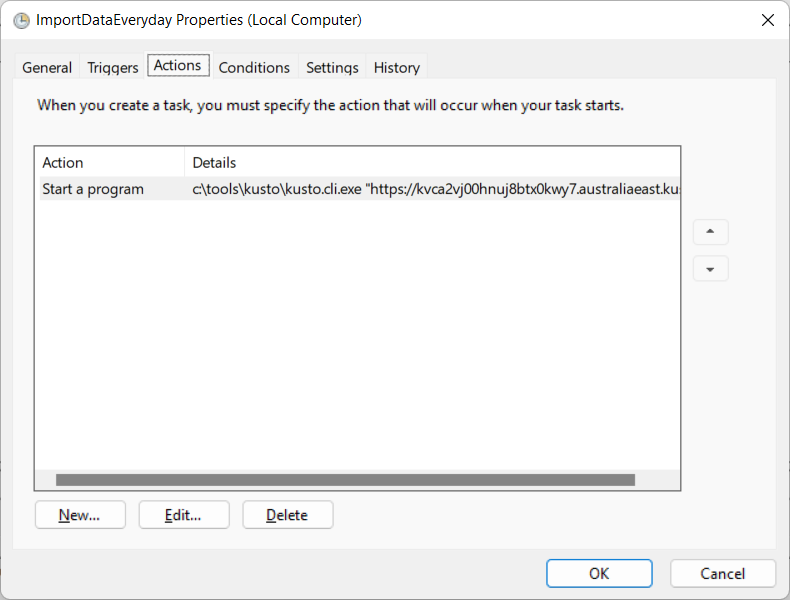 ImportDataEveryday Properties (Local Computer)
General Triggers Actions Conditions Settings History
When you create a task, you must specify the action that will occur when your task starts.
Action Details
Start a program c:\tools\kusto\kusto.cli.exe "https://kvca2vj00hnuj8btx0kwy7.australiaeast.kus
New... Edit... Delete
OK Cancel